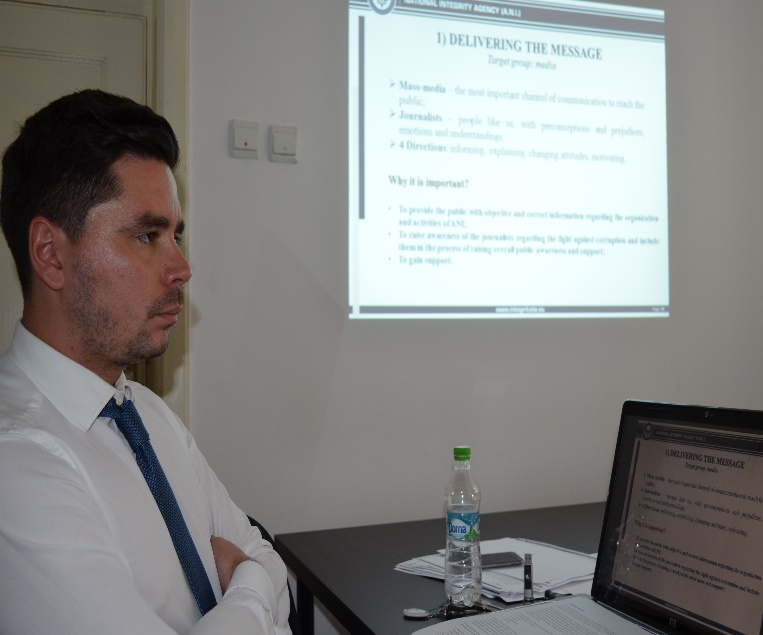 NATIONAL INTEGRITY AGENCY (A.N.I.)
1) DELIVERING THE MESSAGE
Target group: media
➢ Mass-media – the most important channel of communication to reach the
public;
➢ Journalists – people like us, with preconceptions and prejudices,
emotions and understandings;
➢ 4 Directions: informing, explaining, changing attitudes, motivating.
Why it is important?
• To provide the public with objective and correct information regarding the organization
and activities of ANI;
• To raise awareness of the journalists regarding the fight against corruption and include
them in the process of raising overall public awareness and support;
• To gain support.
www.integritate.eu
Dorna
1) DELIVERING THE MESSAGE
Target group: media